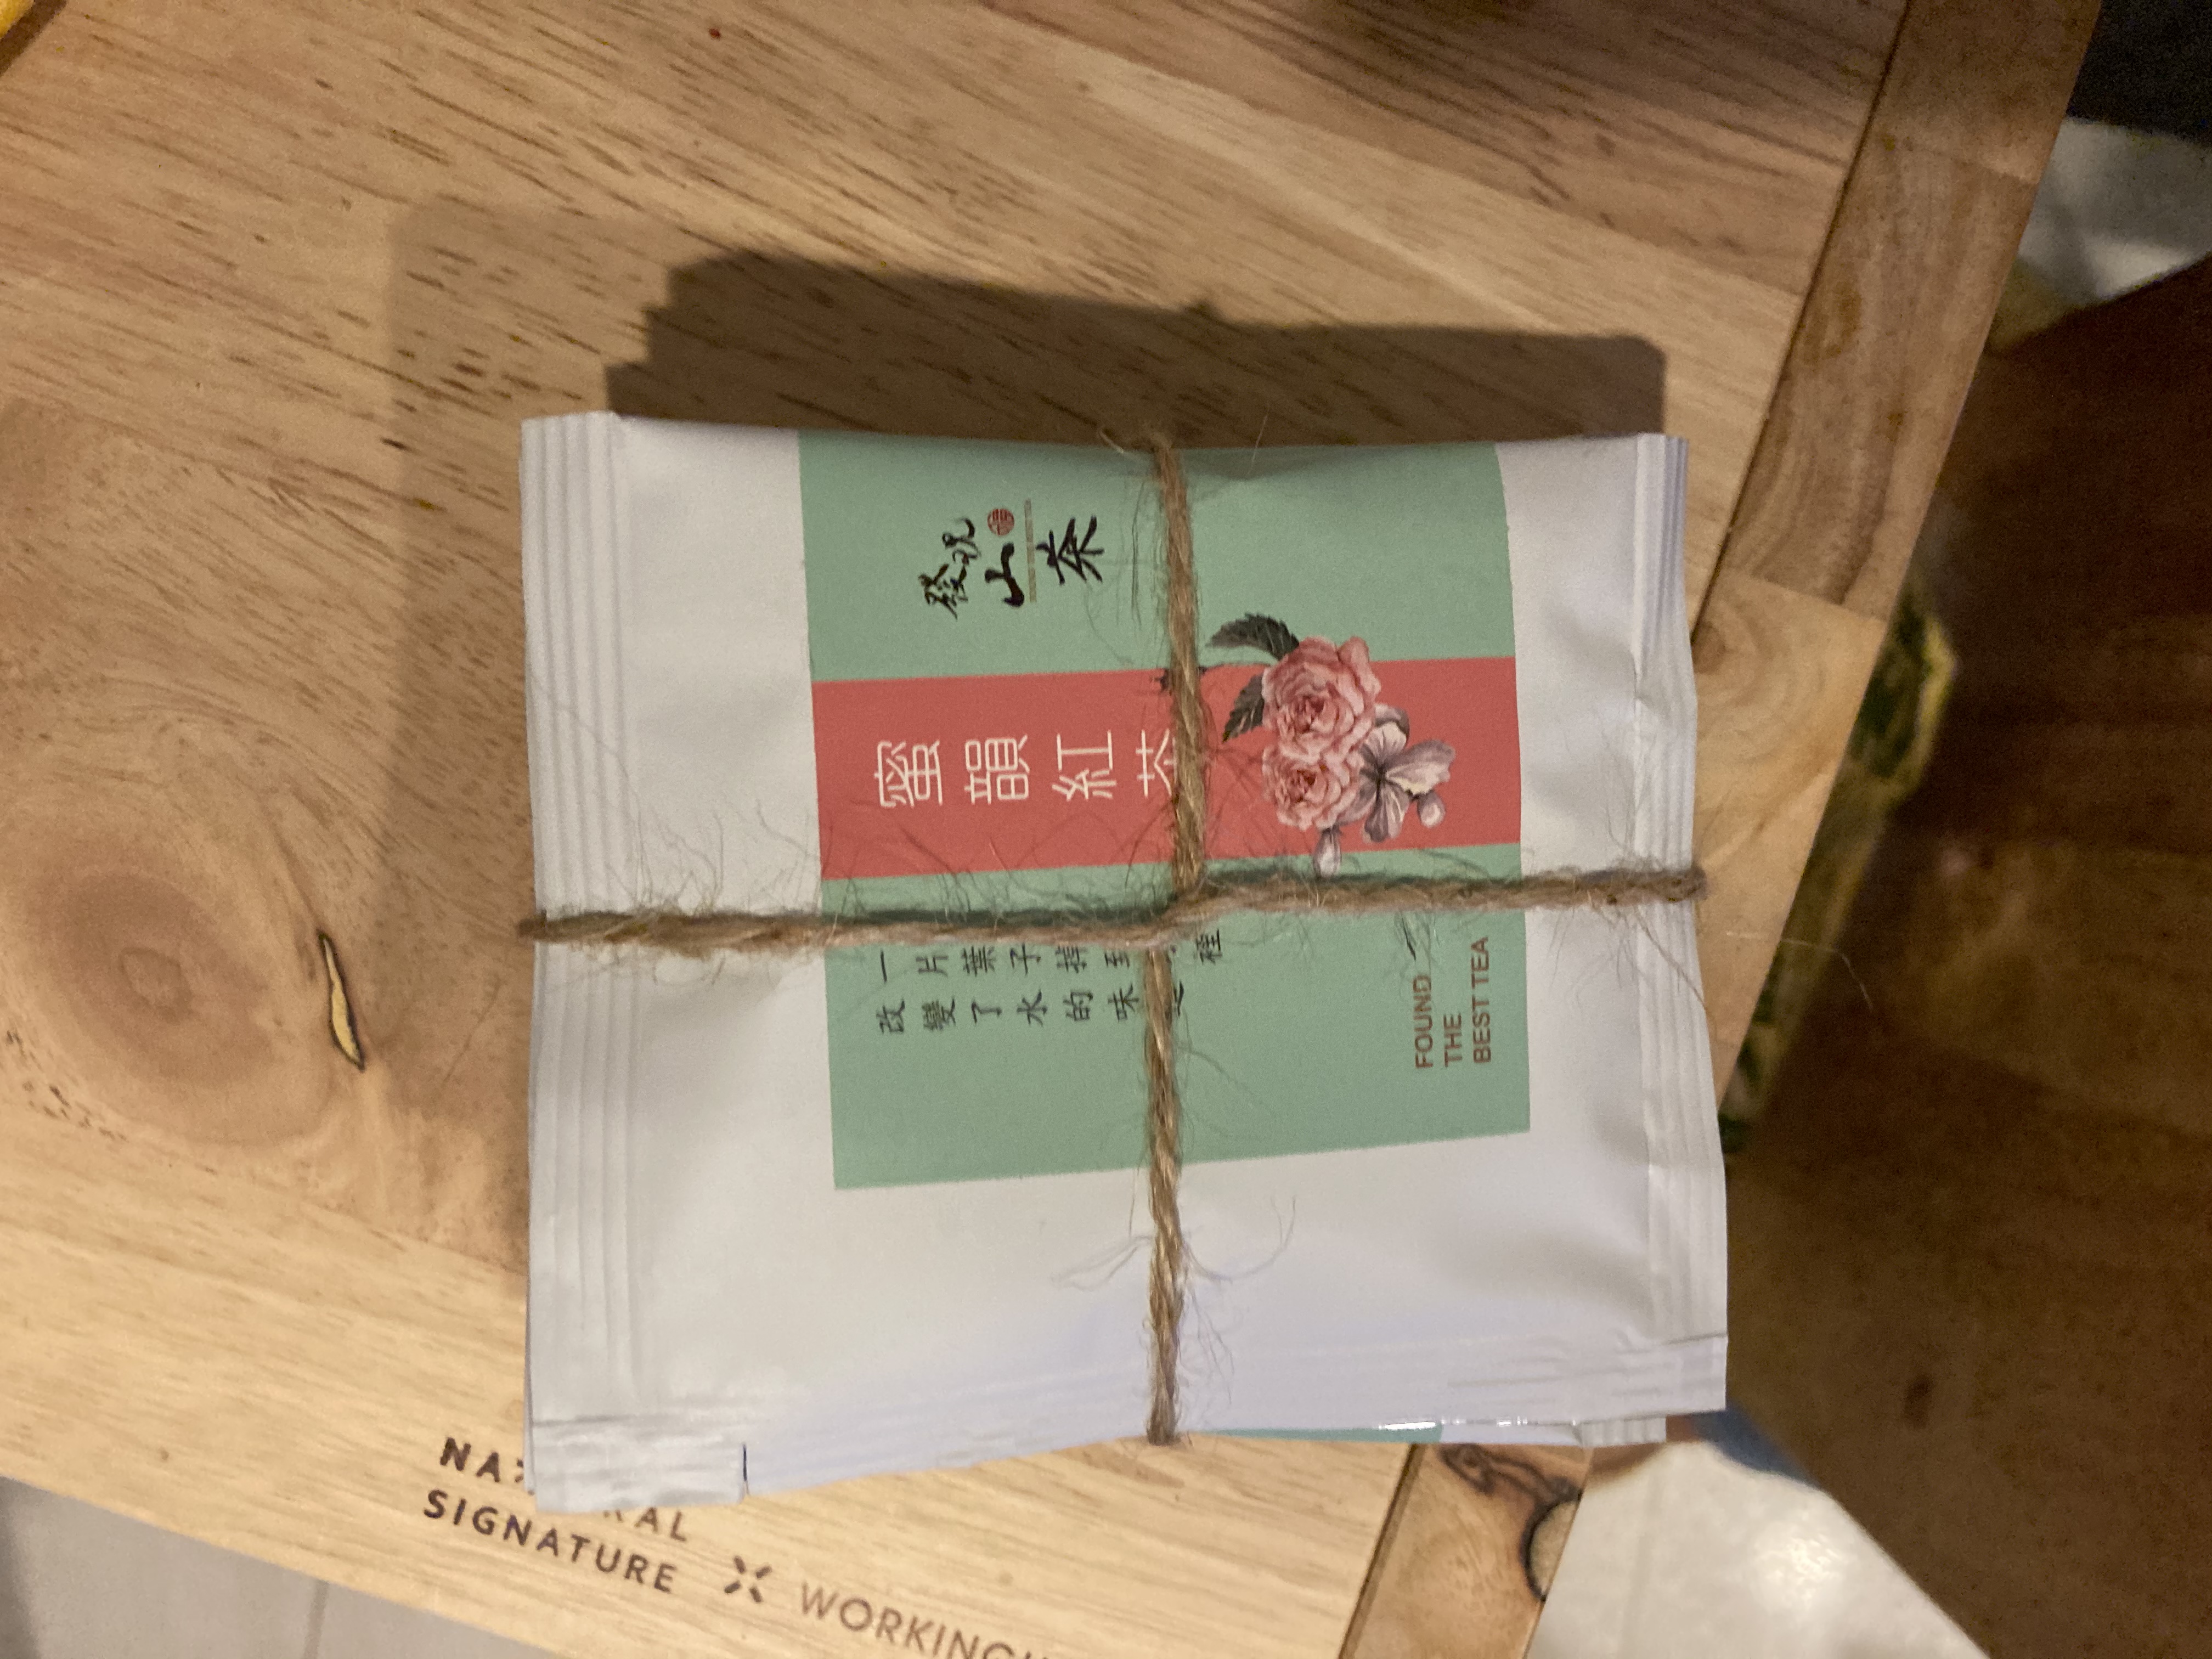 發現
山
茶
蜜韻紅茶
一片葉子掉到
改變了水的味
FOUND
THE
BEST TEA
SIGNATURE